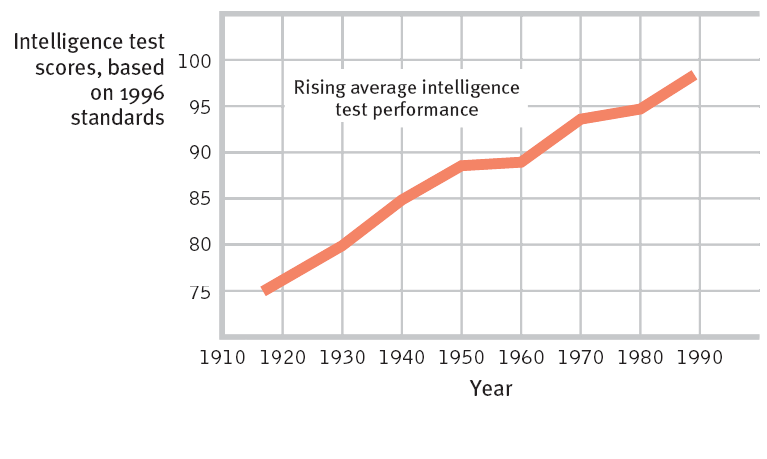 Intelligence test
scores, based
on 1996
standards
100
95
90
85
80
75
Rising average intelligence
test performance
1910 1920 1930 1940 1950 1960 1970 1980 1990
Year